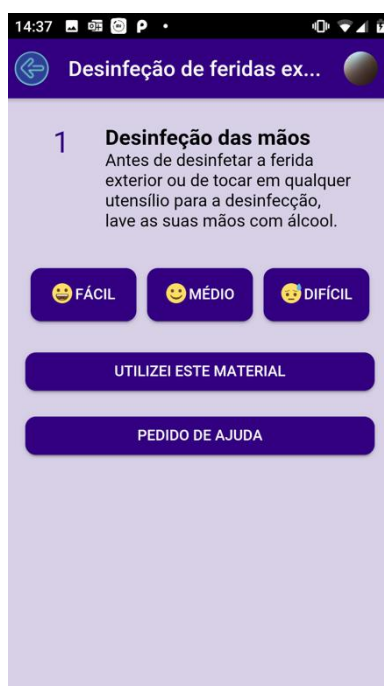 14:37
Desinfeção de feridas ex...
1
Desinfeção das mãos
Antes de desinfetar a ferida
exterior ou de tocar em qualquer
utensílio para a desinfecção,
lave as suas mãos com álcool.
FÁCIL MÉDIO DIFÍCIL
UTILIZEI ESTE MATERIAL
PEDIDO DE AJUDA